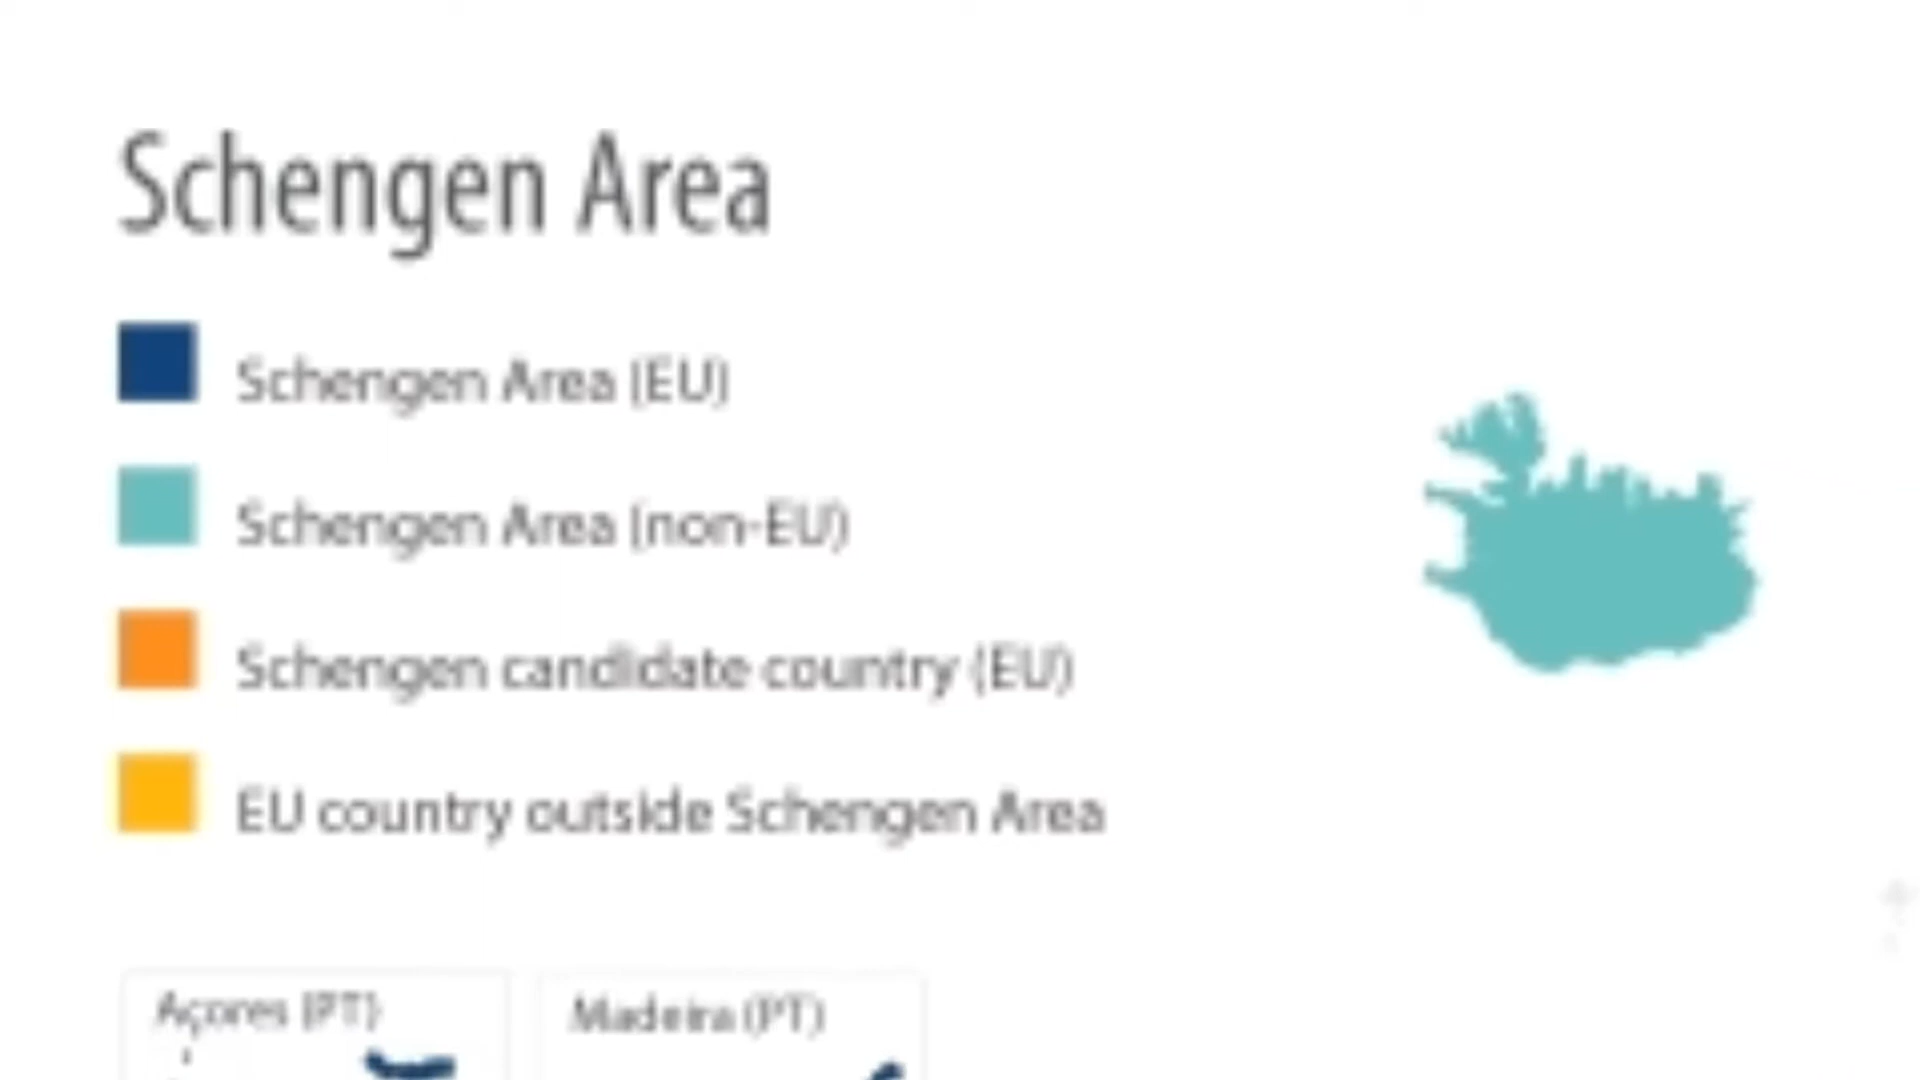 Schengen Area
Schengen Area (EU)
Schengen Area (non-EU)
Schengen candidate country (EU)
EU country outside Schengen Area
Açores (PT)
Madeira (PT)